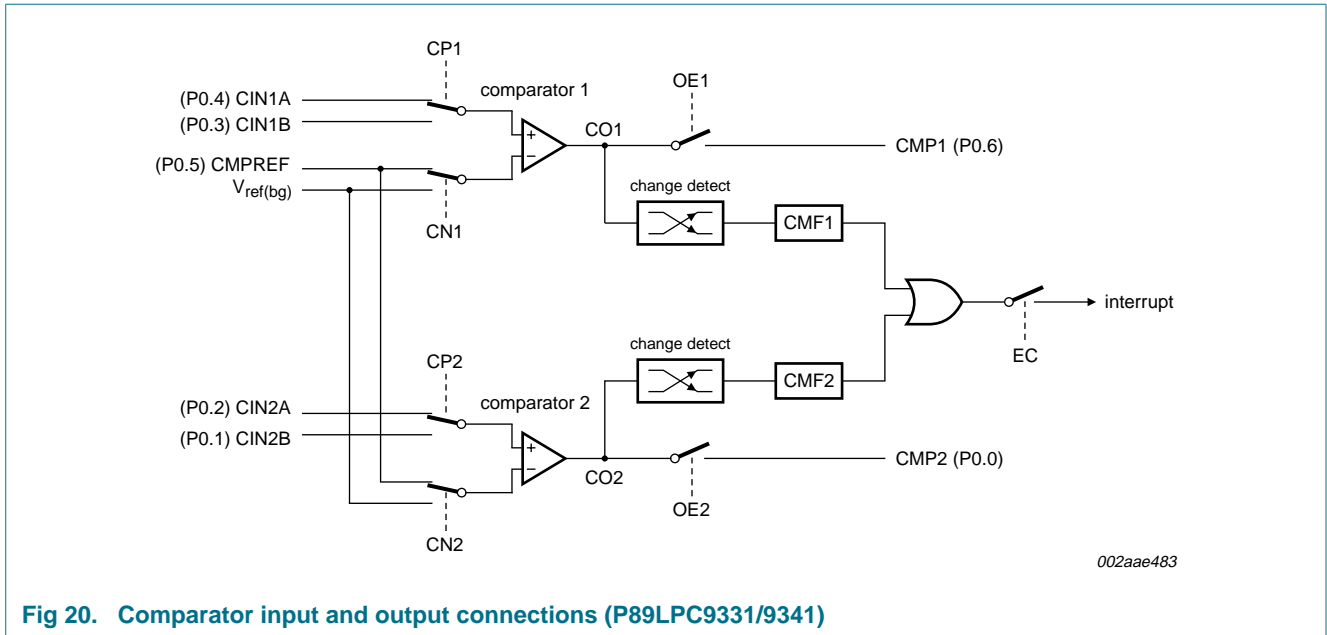 CP1
(P0.4) CIN1A
(P0.3) CIN1B
comparator 1
OE1
CO1
CMP1 (P0.6)
(P0.5) CMPREF
Vref(bg)
CN1
change detect
CMF1
interrupt
EC
change detect
CMF2
CP2
(P0.2) CIN2A
(P0.1) CIN2B
comparator 2
CO2
CMP2 (P0.0)
OE2
CN2
002aae483
Fig 20. Comparator input and output connections (P89LPC9331/9341)